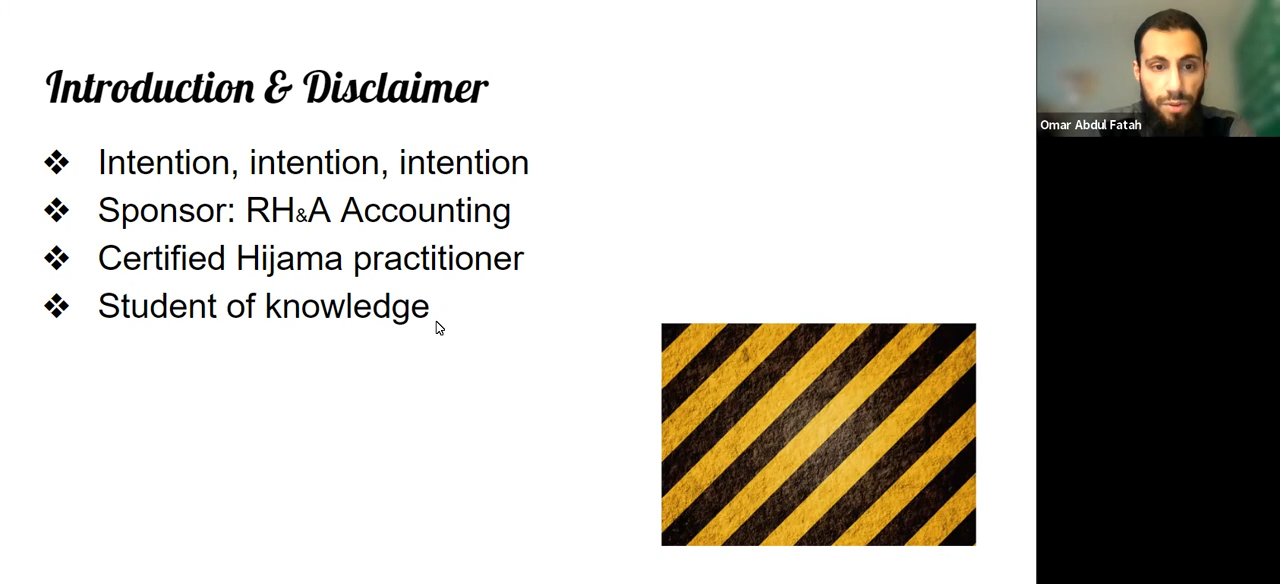 Introduction & Disclaimer
❖ Intention, intention, intention
❖ Sponsor: RH&A Accounting
❖ Certified Hijama practitioner
❖ Student of knowledge
Omar Abdul Fatah